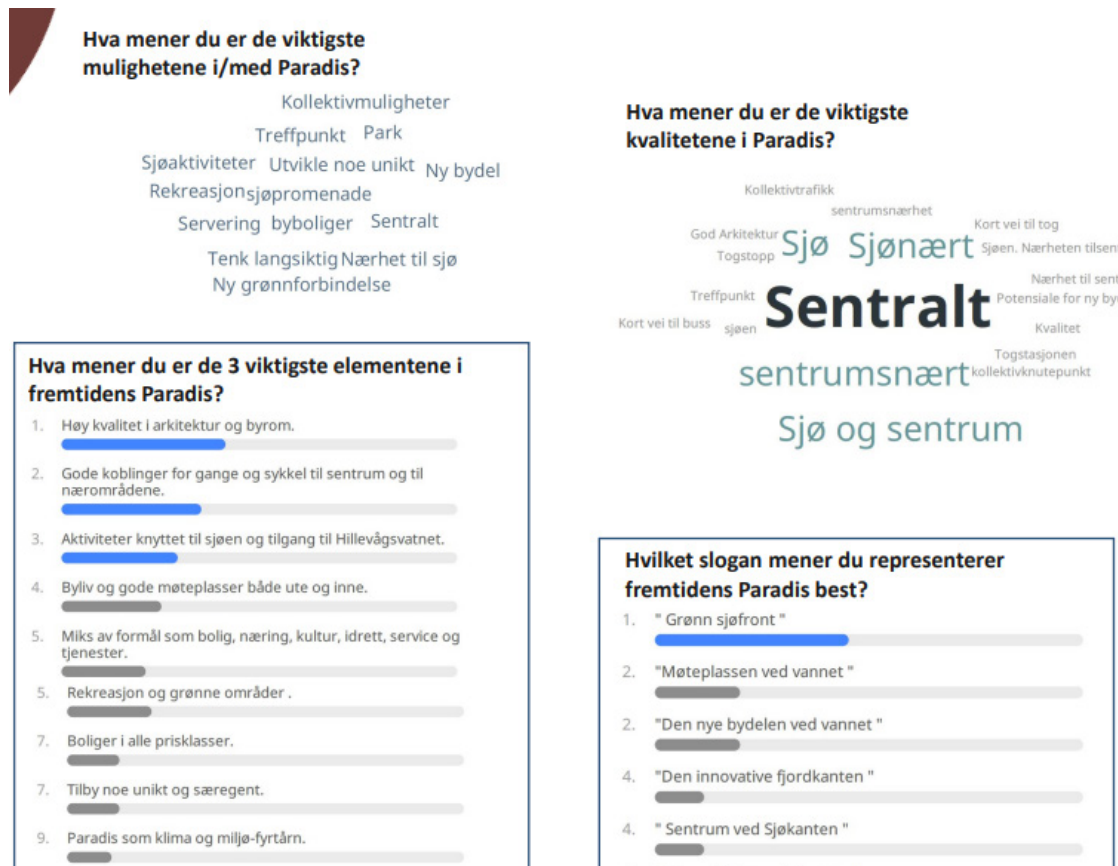 Hva mener du er de viktigste
mulighetene i/med Paradis?
Kollektivmuligheter
Treffpunkt Park
Sjøaktiviteter Utvikle noe unikt Ny bydel
Rekreasjon sjøpromenade
Servering byboliger Sentralt
Tenk langsiktig Nærhet til sjø
Ny grønnforbindelse
Hva mener du er de 3 viktigste elementene i
fremtidens Paradis?
1. Høy kvalitet i arkitektur og byrom.
2. Gode koblinger for gange og sykkel til sentrum og til
nærområdene.
3. Aktiviteter knyttet til sjøen og tilgang til Hillevågsvatnet.
4. Byliv og gode møteplasser både ute og inne.
5. Miks av formål som bolig, næring, kultur, idrett, service og
tjenester.
5. Rekreasjon og grønne områder .
7. Boliger i alle prisklasser.
7. Tilby noe unikt og særegent.
9. Paradis som klima og miljø-fyrtårn.
Hva mener du er de viktigste
kvalitetene i Paradis?
Kollektivtrafikk
sentrumsnærhet
Kort vei til tog
God Arkitektur
Sjø Sjønært
Togstopp
Sjøen. Nærheten tilsen
Nærhet til sent
Treffpunkt
Sentralt
Potensiale for ny by
Kort vei til buss sjøen
Kvalitet
Togstasjonen
sentrumsnært
kollektivknutepunkt
Sjø og sentrum
Hvilket slogan mener du representerer
fremtidens Paradis best?
1. " Grønn sjøfront "
2. "Møteplassen ved vannet "
2. "Den nye bydelen ved vannet "
4. "Den innovative fjordkanten "
4. " Sentrum ved Sjøkanten "